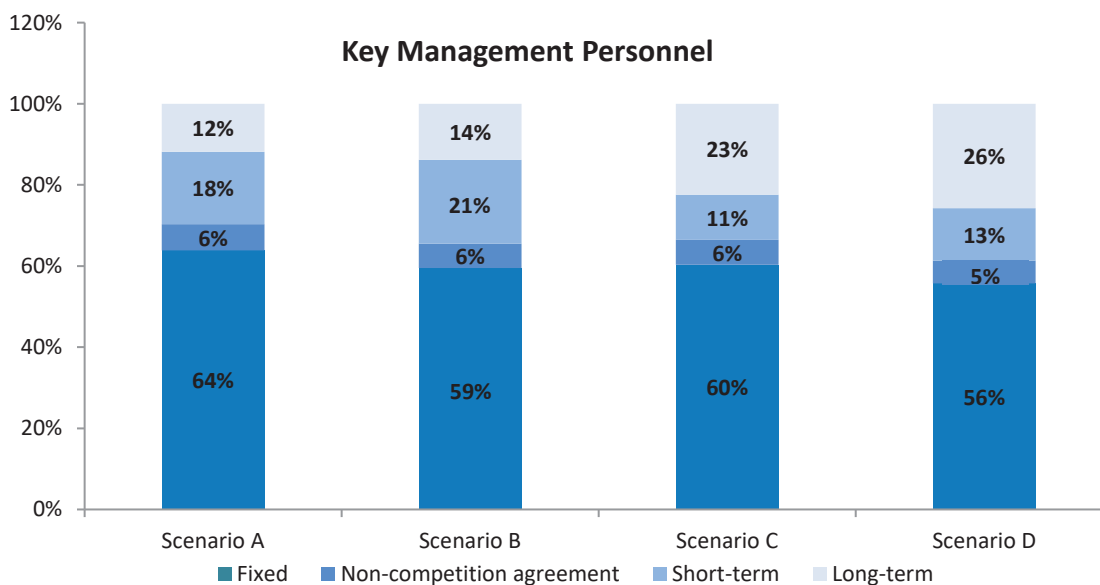 120%
Key Management Personnel
100%
12% 14% 23% 26%
80%
18% 21% 11% 13%
6% 6% 6% 5%
60%
40%
64% 59% 60% 56%
20%
0%
Scenario A Scenario B Scenario C Scenario D
Fixed Non-competition agreement Short-term Long-term